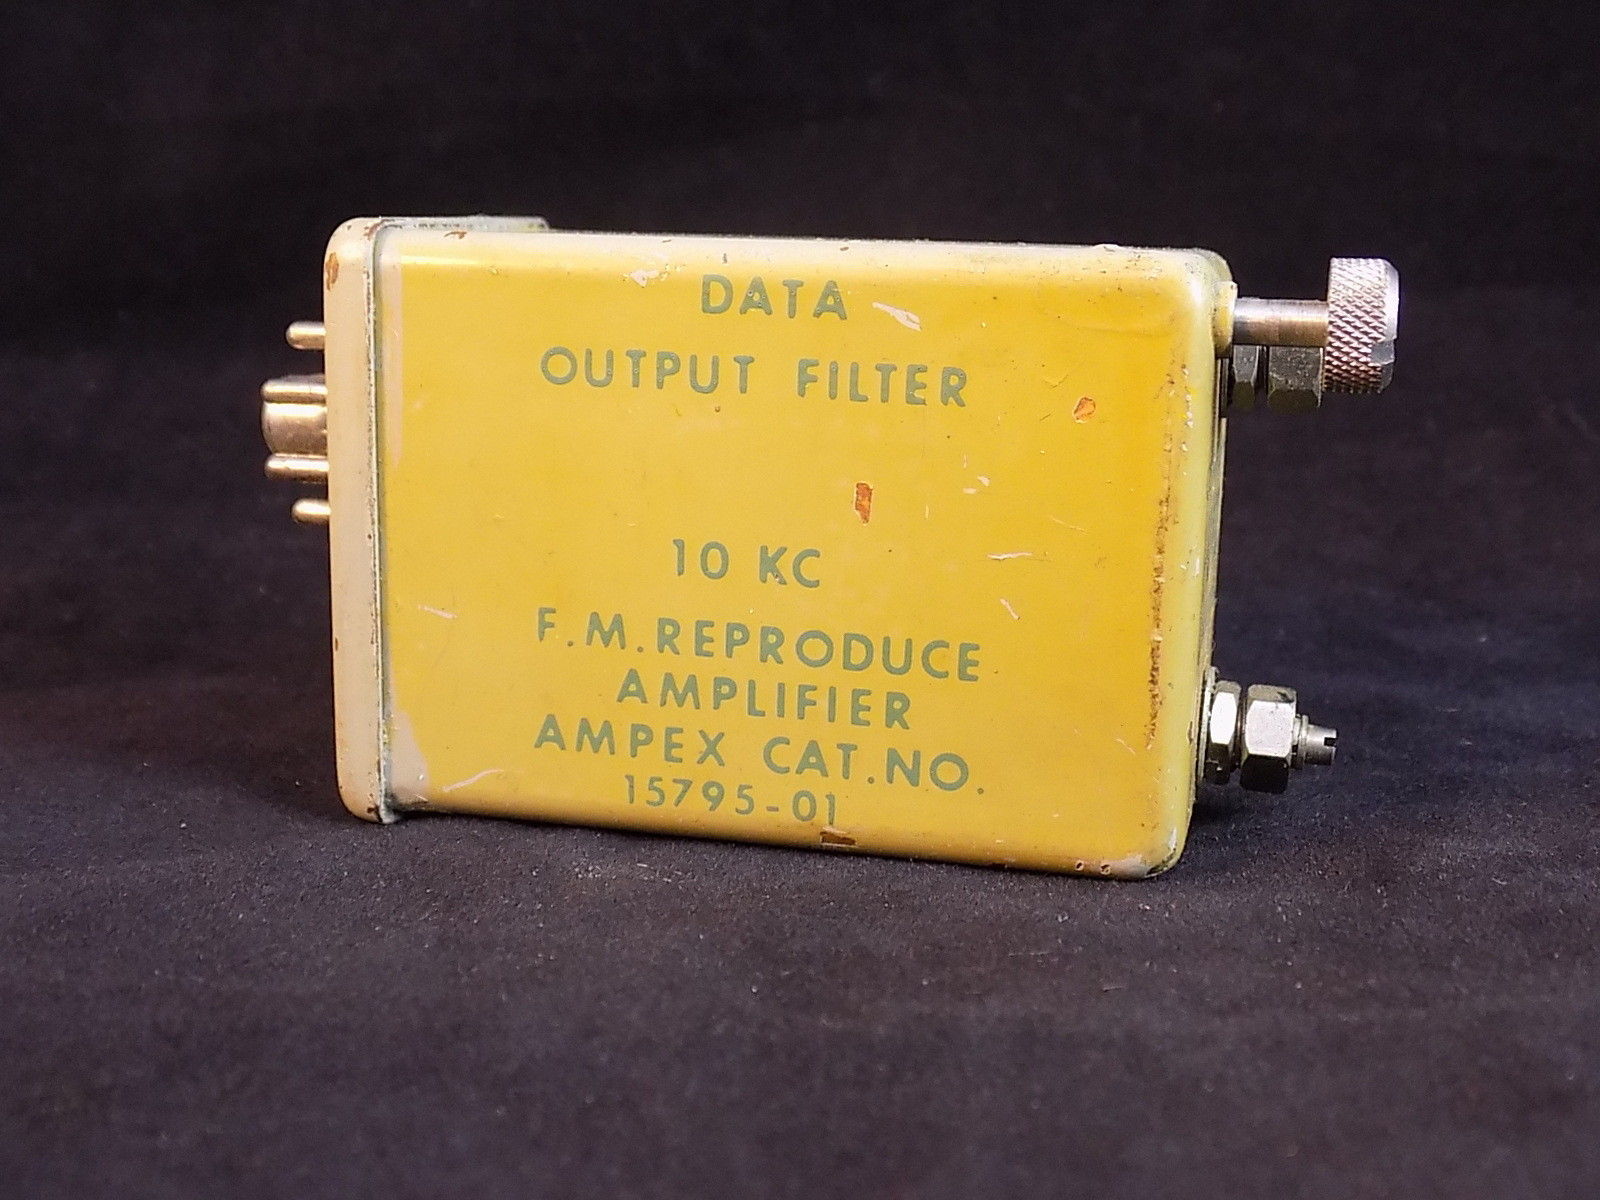 DATA
OUTPUT FILTER
10 KC
F.M.REPRODUCE
AMPLIFIER
AMPEX CAT.NO.
15795-01